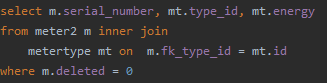 select m.serial_number, mt.type_id, mt.energy
from meter2 m inner join
metertype mt on  m.fk_type_id = mt.id
where m.deleted = 0